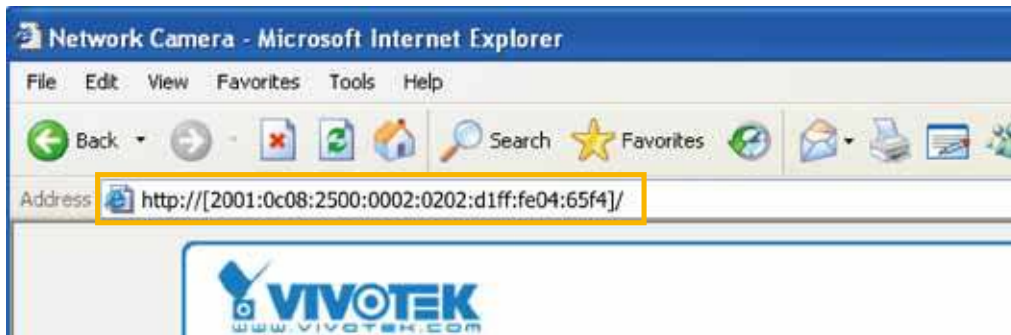 Network Camera - Microsoft Internet Explorer
File Edit View Favorites Tools Help
Back Search Favorites
Address http://[2001:0c08:2500:0002:0202:d1ff:fe04:65f4]/
VIVOTEK
www.vivotek.com